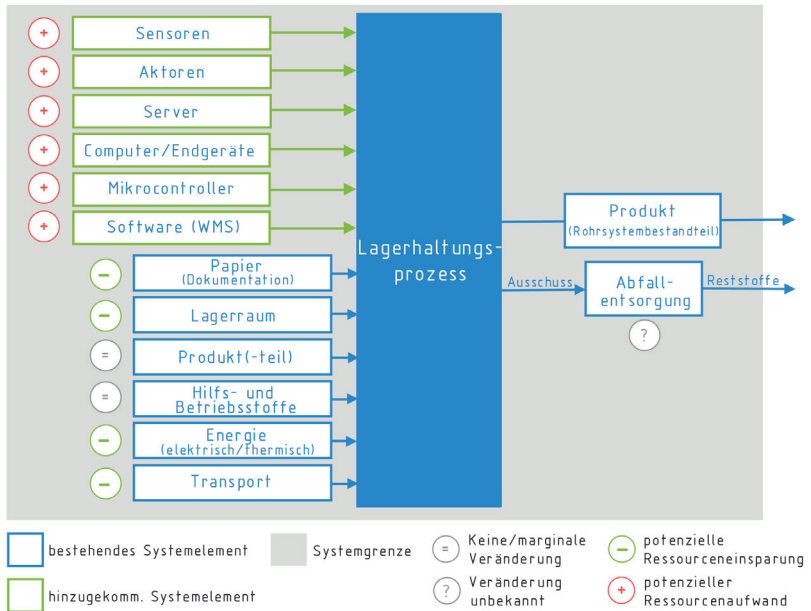 + Sensoren
+ Aktoren
+ Server
+ Computer/Endgeräte
+ Mikrocontroller
+ Software (WMS)
− Papier
(Dokumentation)
− Lagerraum
= Produkt(-teil)
= Hilfs- und
Betriebsstoffe
− Energie
(elektrisch/thermisch)
− Transport
Lagerhaltungs-
prozess
Produkt
(Rohrsystembestandteil)
Ausschuss
Abfall-
entsorgung
Reststoffe
?
bestehendes Systemelement
hinzugekomm. Systemelement
Systemgrenze
= Keine/marginale
Veränderung
? Veränderung
unbekannt
− potenzielle
Ressourceneinsparung
+ potenzieller
Ressourcenaufwand